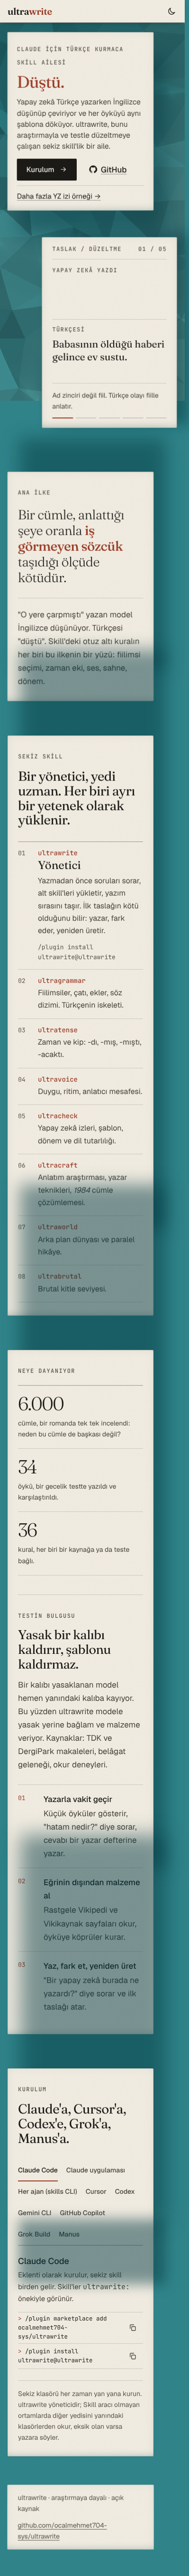 ultrawrite
CLAUDE İÇİN TÜRKÇE KURMACA
SKİLL AİLESİ
Düştü.
Yapay zekâ Türkçe yazarken İngilizce
düşünüp çeviriyor ve her öyküyü aynı
şablona döküyor. ultrawrite, bunu
araştırmayla ve testle düzeltmeye
çalışan sekiz skill'lik bir aile.
Kurulum →
GitHub
Daha fazla YZ izi örneği →
TASLAK / DÜZELTME 01 / 05
YAPAY ZEKÂ YAZDI
TÜRKÇESİ
Babasının öldüğü haberi
gelince ev sustu.
Ad zinciri değil fiil. Türkçe olayı fiille
anlatır.
ANA İLKE
Bir cümle, anlattığı
şeye oranla iş
görmeyen sözcük
taşıdığı ölçüde
kötüdür.
"O yere çarpmıştı" yazan model
İngilizce düşünüyor. Türkçesi
"düştü". Skill'deki otuz altı kuralın
her biri bu ilkenin bir yüzü: fiilimsi
seçimi, zaman eki, ses, sahne,
dönem.
SEKİZ SKILL
Bir yönetici, yedi
uzman. Her biri ayrı
bir yetenek olarak
yüklenir.
01 ultrawrite
Yönetici
Yazmadan önce soruları sorar,
alt skill'leri yükletir, yazım
sırasını taşır. İlk taslağın kötü
olduğunu bilir: yazar, fark
eder, yeniden üretir.
/plugin install
ultrawrite@ultrawrite
02 ultragrammar
Fiilimsiler, çatı, ekler, söz
dizimi. Türkçenin iskeleti.
03 ultratense
Zaman ve kip: -dı, -mış, -mıştı,
-acaktı.
04 ultravoice
Duygu, ritim, anlatıcı mesafesi.
05 ultracheck
Yapay zekâ izleri, şablon,
dönem ve dil tutarlılığı.
06 ultracraft
Anlatım araştırması, yazar
teknikleri, 1984 cümle
çözümlemesi.
07 ultraworld
Arka plan dünyası ve paralel
hikâye.
08 ultrabrutal
Brutal kitle seviyesi.
NEYE DAYANIYOR
6.000
cümle, bir romanda tek tek incelendi:
neden bu cümle de başkası değil?
34
öykü, bir gecelik testte yazıldı ve
karşılaştırıldı.
36
kural, her biri bir kaynağa ya da teste
bağlı.
TESTİN BULGUSU
Yasak bir kalıbı
kaldırır, şablonu
kaldırmaz.
Bir kalıbı yasaklanan model
hemen yanındaki kalıba kayıyor.
Bu yüzden ultrawrite modele
yasak yerine bağlam ve malzeme
veriyor. Kaynaklar: TDK ve
DergiPark makaleleri, belâgat
geleneği, okur deneyleri.
01 Yazarla vakit geçir
Küçük öyküler gösterir,
"hatam nedir?" diye sorar,
cevabı bir yazar defterine
yazar.
02 Eğrinin dışından malzeme
al
Rastgele Vikipedi ve
Vikikaynak sayfaları okur,
öyküye köprüler kurar.
03 Yaz, fark et, yeniden üret
"Bir yapay zekâ burada ne
yazardı?" diye sorar ve ilk
taslağı atar.
KURULUM
Claude'a, Cursor'a,
Codex'e, Grok'a,
Manus'a.
Claude Code Claude uygulaması
Her ajan (skills CLI) Cursor Codex
Gemini CLI GitHub Copilot
Grok Build Manus
Claude Code
Eklenti olarak kurulur, sekiz skill
birden gelir. Skill'ler ultrawrite:
önekiyle görünür.
> /plugin marketplace add
ocalmehmet704-
sys/ultrawrite
> /plugin install
ultrawrite@ultrawrite
Sekiz klasörü her zaman yan yana kurun.
ultrawrite yöneticidir; Skill aracı olmayan
ortamlarda diğer yedisini yanındaki
klasörlerden okur, eksik olan varsa
yazara söyler.
ultrawrite · araştırmaya dayalı · açık
kaynak
github.com/ocalmehmet704-
sys/ultrawrite